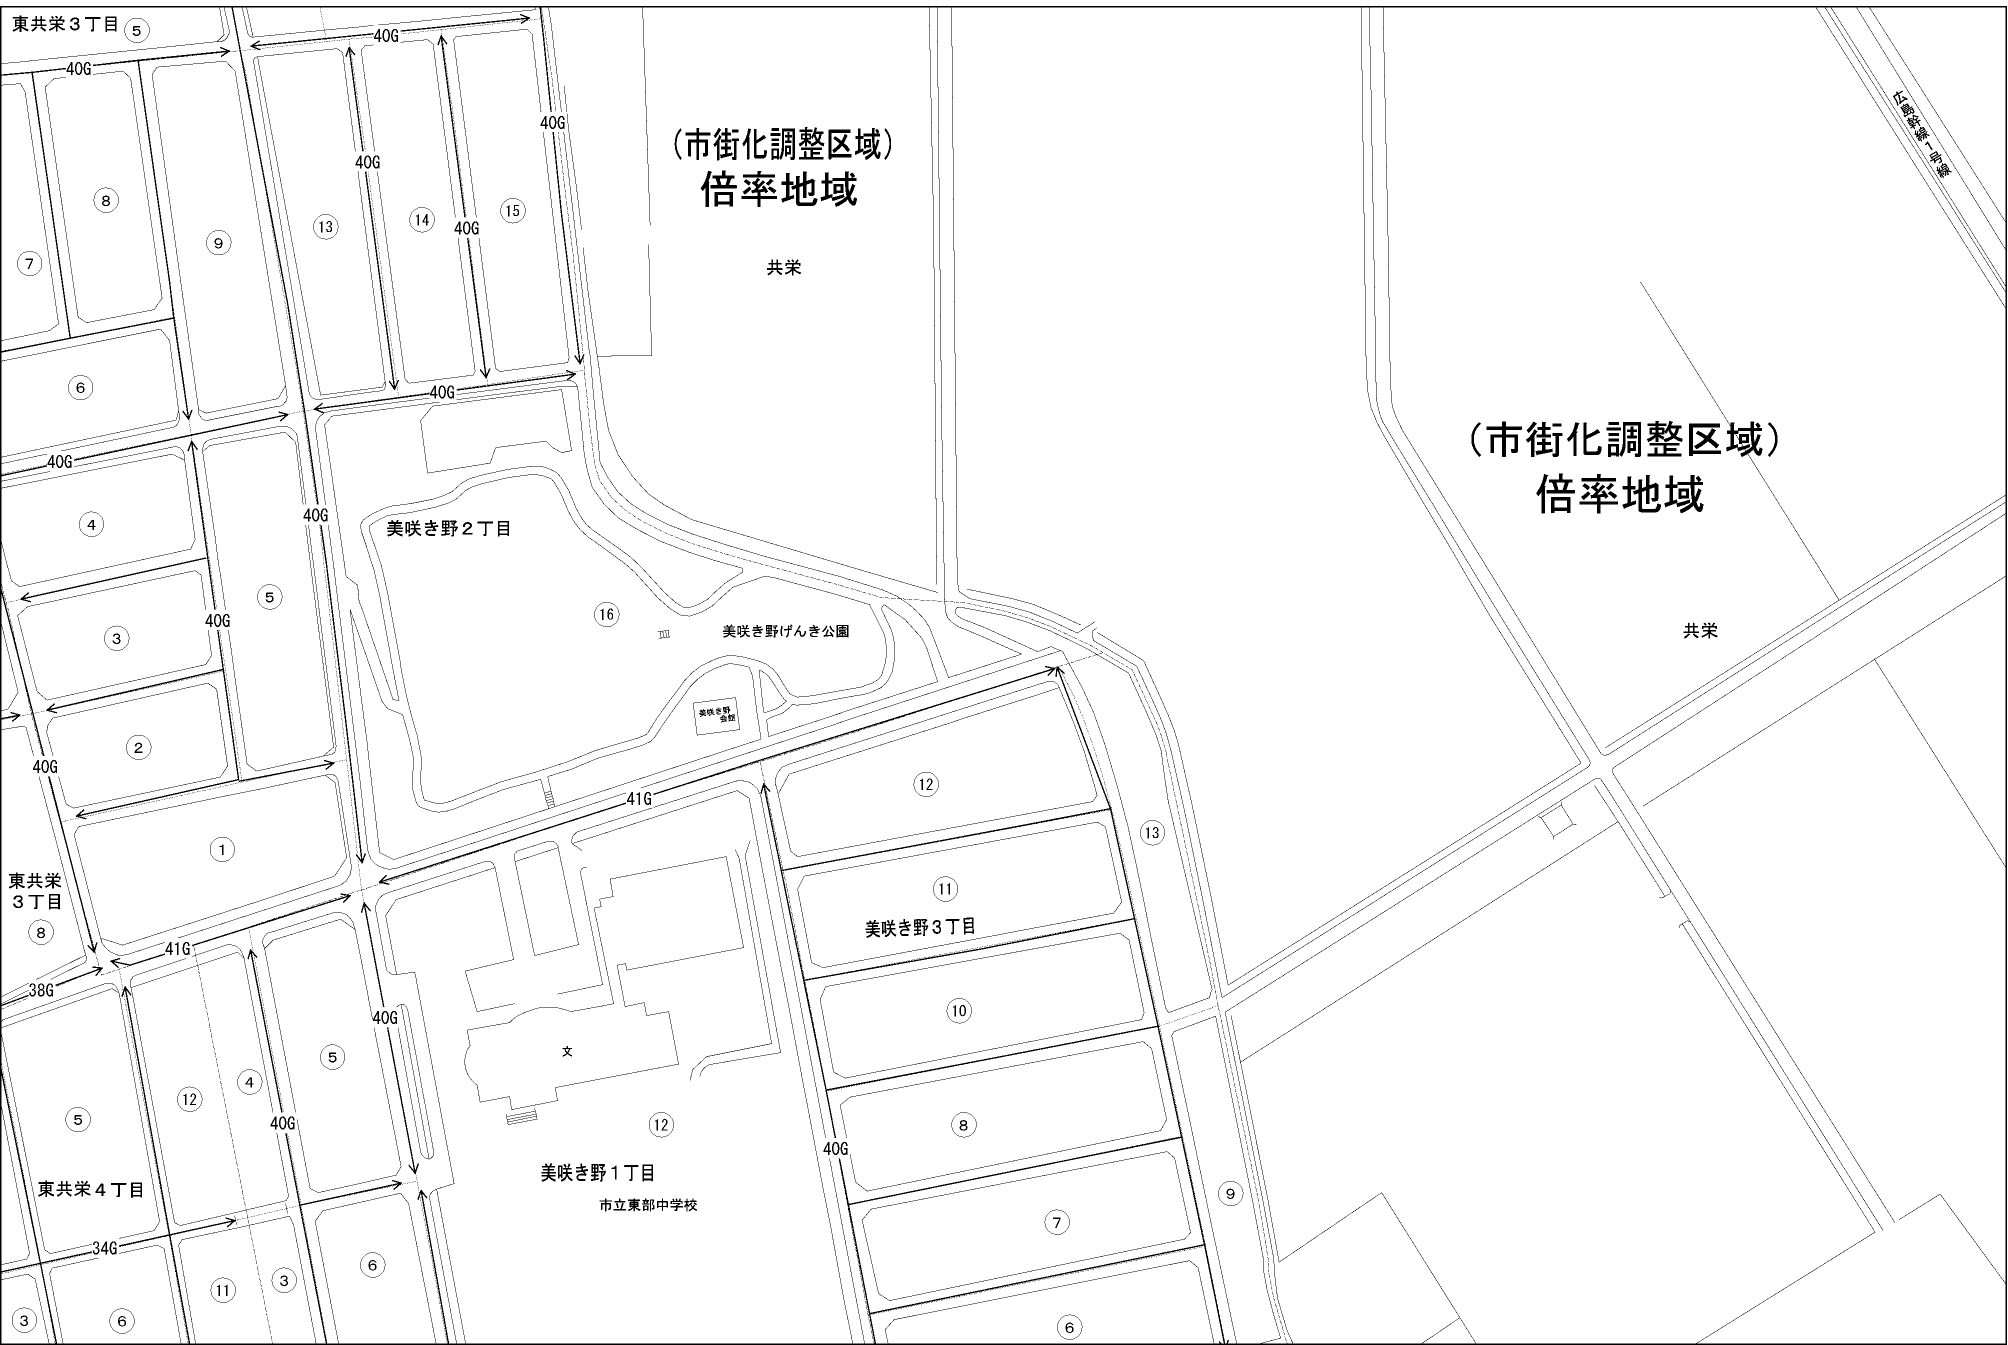 東共栄３丁目
⑤
40G
40G
40G
広島幹線１号線
40G
（市街化調整区域）
倍率地域
40G
⑧
⑬
⑭
⑮
40G
⑨
⑦
共栄
⑥
40G
（市街化調整区域）
倍率地域
40G
40G
④
美咲き野２丁目
⑤
③
40G
⑯
美咲き野げんき公園
共栄
美咲き野
会館
②
40G
41G
⑫
⑬
①
東共栄
３丁目
⑧
⑪
美咲き野３丁目
41G
38G
40G
⑩
⑤
文
④
⑫
⑤
40G
⑫
⑧
40G
美咲き野１丁目
市立東部中学校
東共栄４丁目
⑨
⑦
34G
⑥
③
⑪
③
⑥
⑥